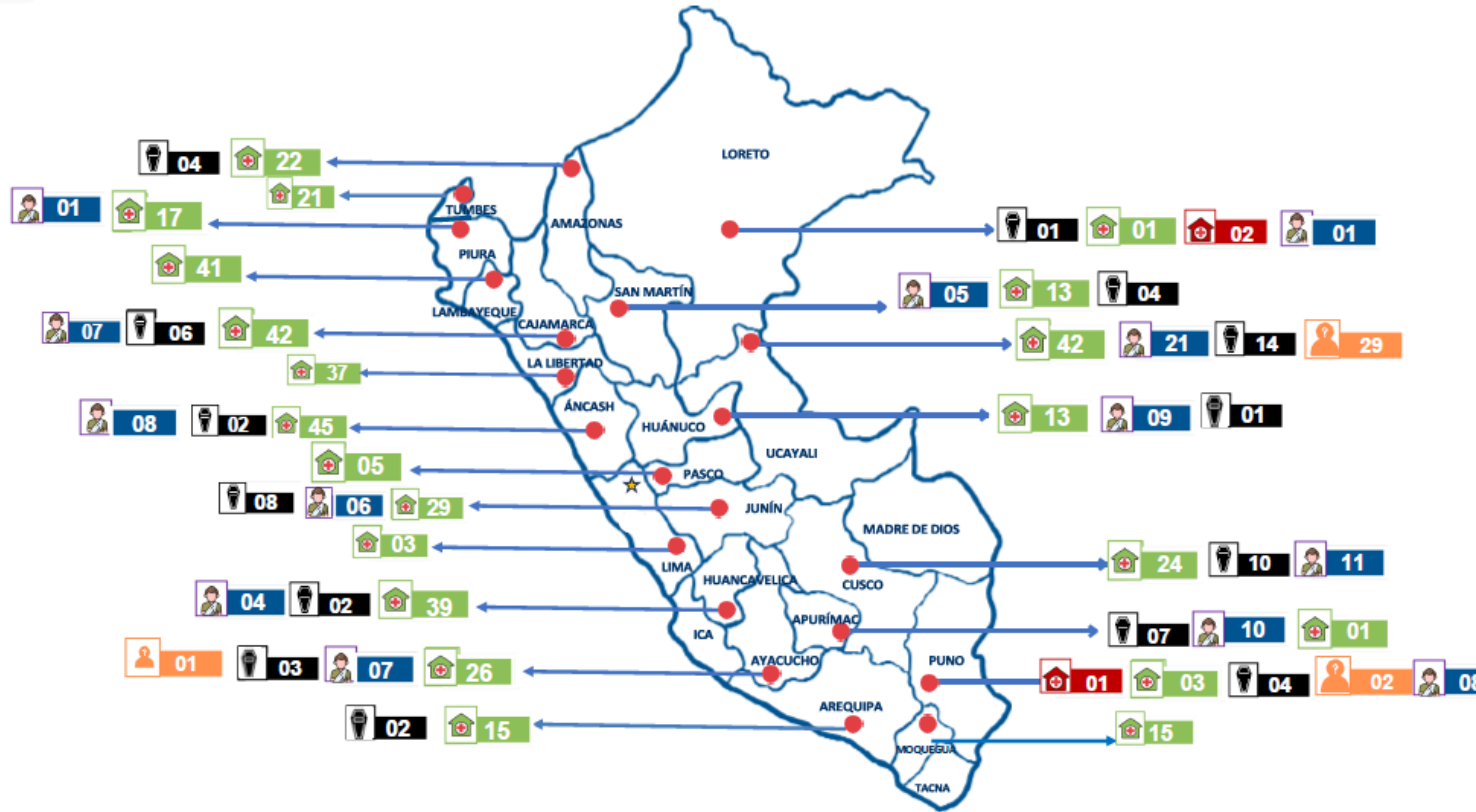 LORETO
04 22
21
TUMBES
AMAZONAS
01 17
01 01 02 01
PIURA
41
SAN MARTÍN
05 13 04
LAMBAYEQUE
CAJAMARCA
07 06 42
42 21 14 29
LA LIBERTAD
37
ÁNCASH
08 02 45
HUÁNUCO
13 09 01
UCAYALI
05
PASCO
08 06 29
JUNÍN
MADRE DE DIOS
03
LIMA
HUANCAVELICA
CUSCO
24 10 11
04 02 39
ICA
APURÍMAC
07 10 01
01 03 07 26
AYACUCHO
PUNO
01 03 04 02 08
AREQUIPA
02 15
MOQUEGUA
15
TACNA